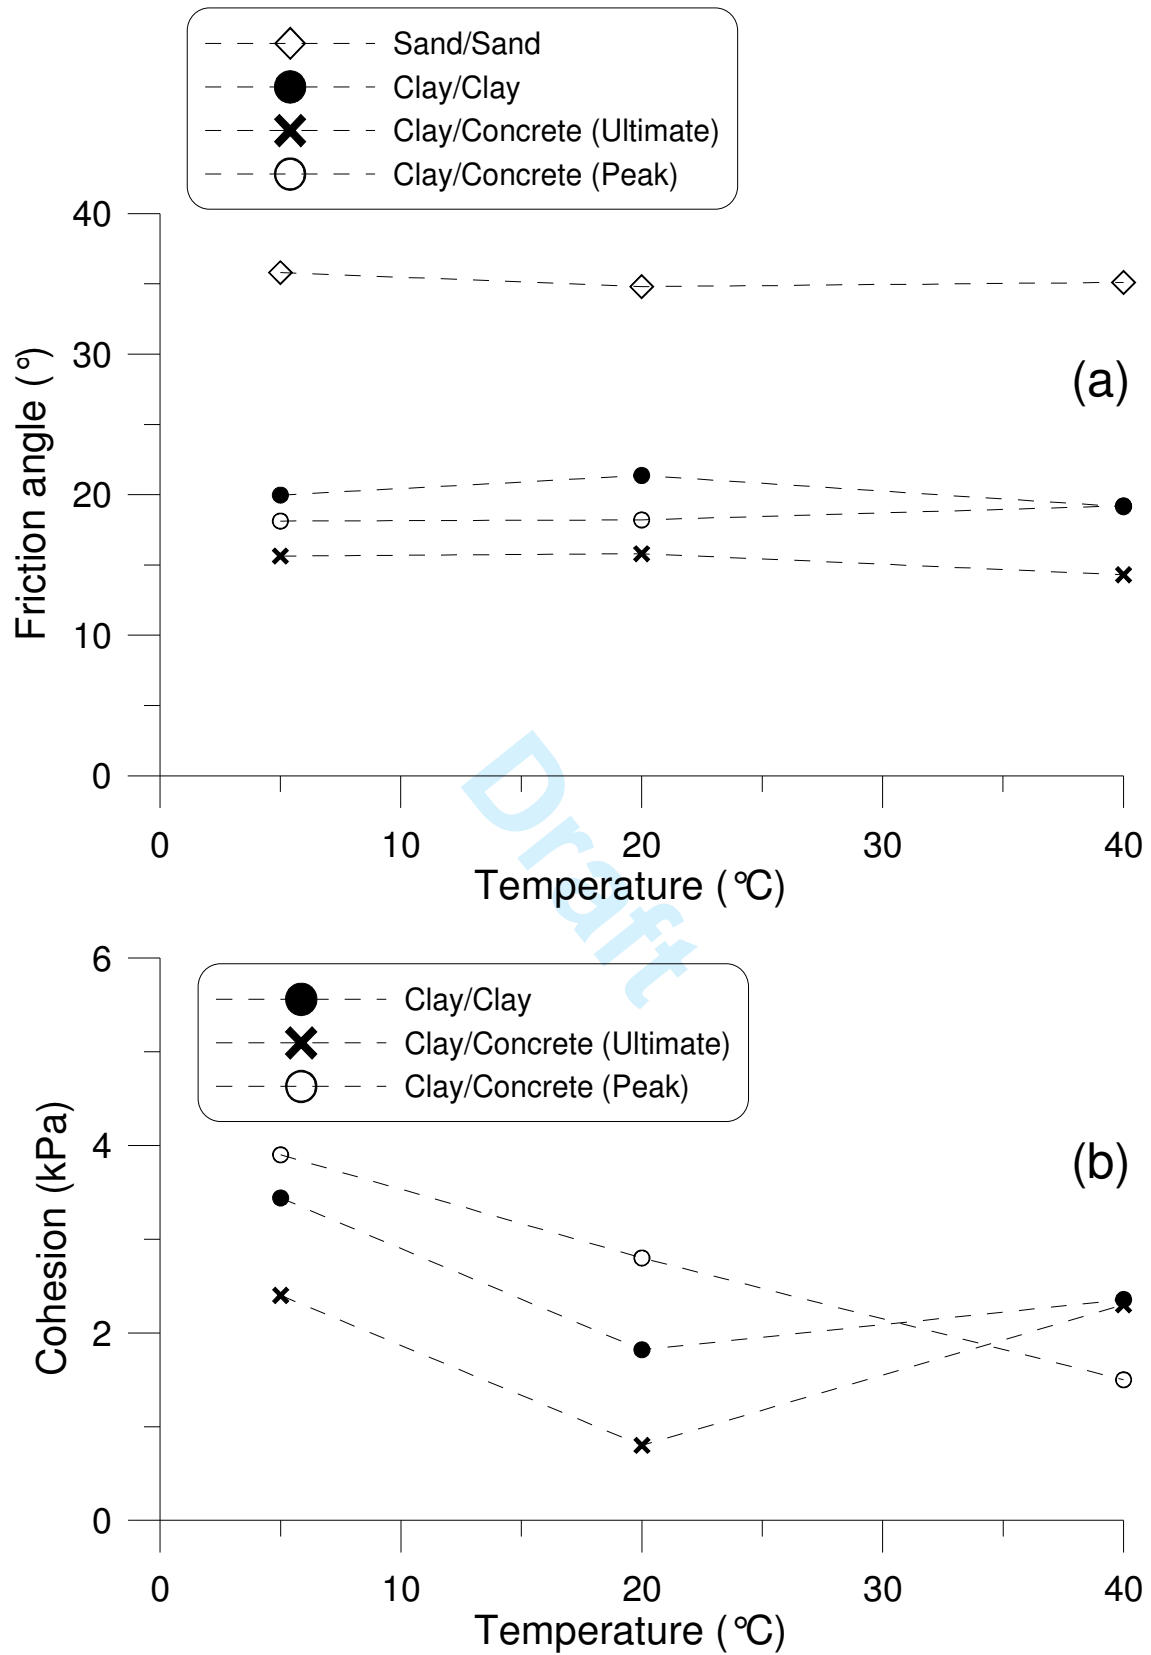 Sand/Sand
Clay/Clay
Clay/Concrete (Ultimate)
Clay/Concrete (Peak)
40
30
20
10
0
Friction angle (°)
(a)
0 10 20 30 40
Temperature (°C)
Draft
6
4
2
0
Cohesion (kPa)
Clay/Clay
Clay/Concrete (Ultimate)
Clay/Concrete (Peak)
(b)
0 10 20 30 40
Temperature (°C)